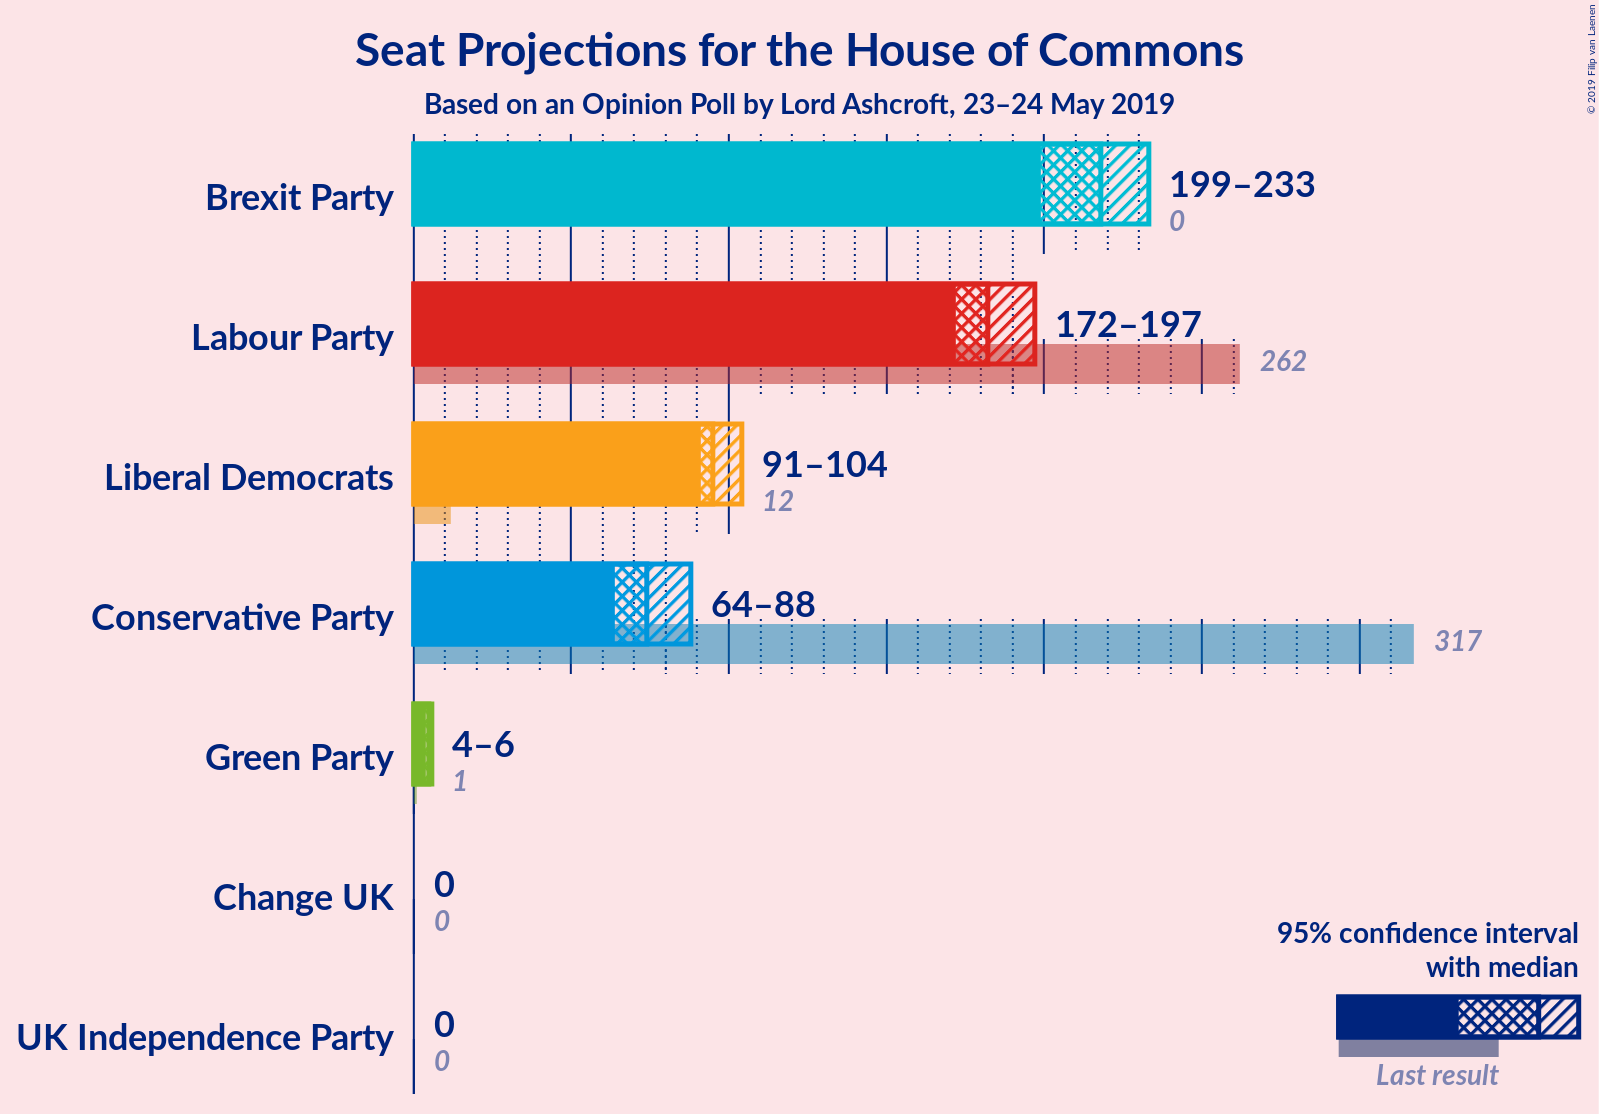 Seat Projections for the House of Commons
Based on an Opinion Poll by Lord Ashcroft, 23–24 May 2019
© 2019 Filip van Laenen
Brexit Party
199–233
0
Labour Party
172–197
262
Liberal Democrats
91–104
12
Conservative Party
64–88
317
Green Party
4–6
1
Change UK
0
0
UK Independence Party
0
0
95% confidence interval
with median
Last result